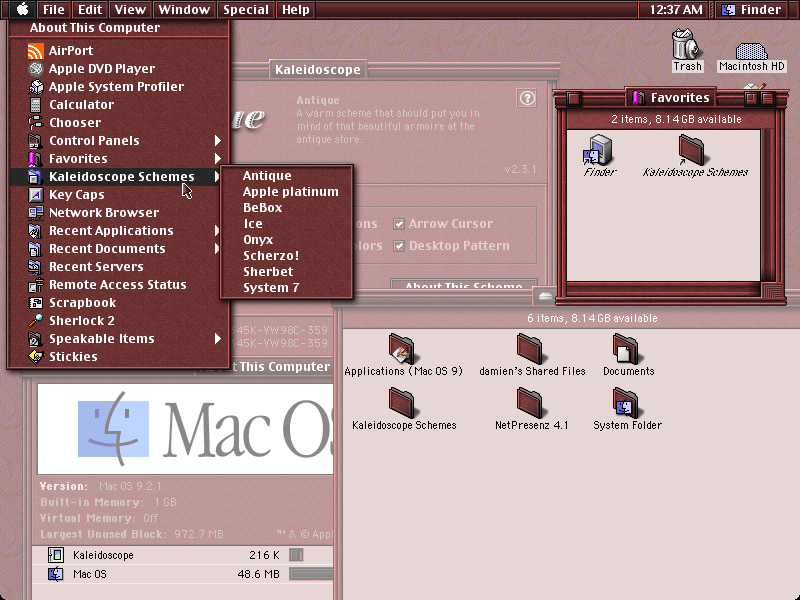 File Edit View Window Special Help 12:37 AM Finder
About This Computer
AirPort
Apple DVD Player
Apple System Profiler
Calculator
Chooser
Control Panels
Favorites
Kaleidoscope Schemes
Key Caps
Network Browser
Recent Applications
Recent Documents
Recent Servers
Remote Access Status
Scrapbook
Sherlock 2
Speakable Items
Stickies
Antique
Apple platinum
BeBox
Ice
Onyx
Scherzo!
Sherbet
System 7
Kaleidoscope
Antique
A warm scheme that should put you in
mind of that beautiful armoire at the
antique store.
v2.3.1
Arrow Cursor
Desktop Pattern
About This Scheme
45K-YW98C-359
45K-YW98C-359
Trash
Macintosh HD
Favorites
2 items, 8.14 GB available
Finder
Kaleidoscope Schemes
6 items, 8.14 GB available
Applications (Mac OS 9)
damien's Shared Files
Documents
Kaleidoscope Schemes
NetPresenz 4.1
System Folder
About This Computer
Mac OS
Version: Mac OS 9.2.1
Built-in Memory: 1 GB
Virtual Memory: Off
Largest Unused Block: 972.7 MB
™ & © Appl
Kaleidoscope 216 K
Mac OS 48.6 MB